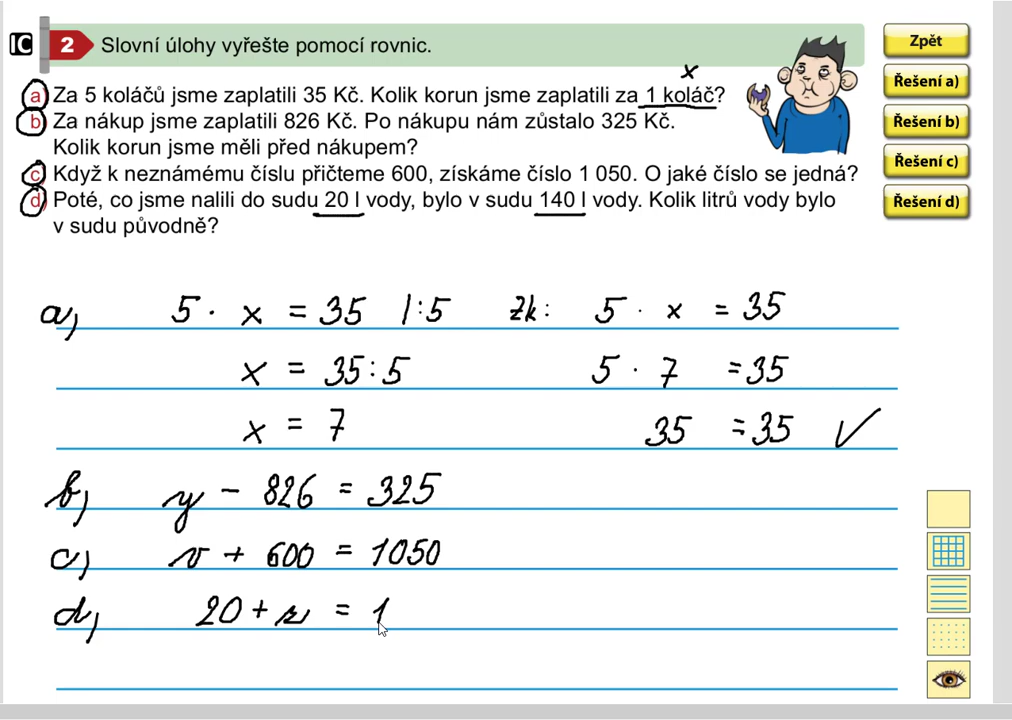 IC 2 Slovní úlohy vyřešte pomocí rovnic.
Zpět
x
a) Za 5 koláčů jsme zaplatili 35 Kč. Kolik korun jsme zaplatili za 1 koláč?
Řešení a)
b) Za nákup jsme zaplatili 826 Kč. Po nákupu nám zůstalo 325 Kč.
Řešení b)
Kolik korun jsme měli před nákupem?
c) Když k neznámému číslu přičteme 600, získáme číslo 1 050. O jaké číslo se jedná?
Řešení c)
d) Poté, co jsme nalili do sudu 20 l vody, bylo v sudu 140 l vody. Kolik litrů vody bylo
Řešení d)
v sudu původně?
a, 5 · x = 35 | : 5 Zk: 5 · x = 35
x = 35 : 5 5 · 7 = 35
x = 7 35 = 35 ✓
b, y - 826 = 325
c, v + 600 = 1050
d, 20 + = 1